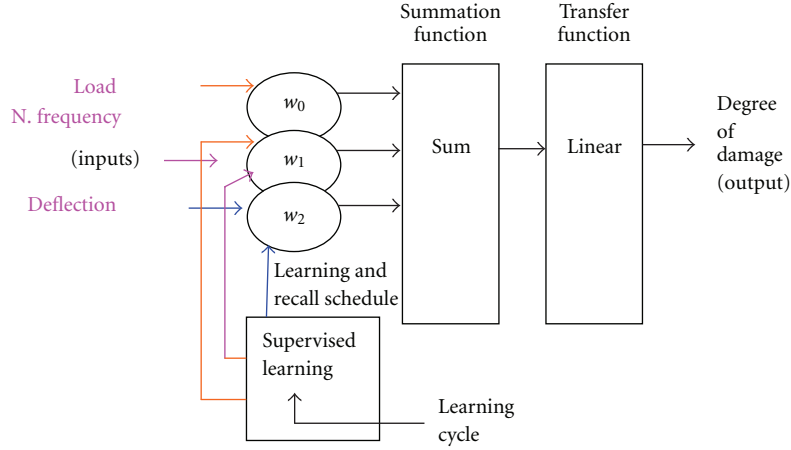 Summation
function
Transfer
function
Load
N. frequency
(inputs)
Deflection
w0
w1
w2
Sum
Linear
Degree
of
damage
(output)
Learning and
recall schedule
Supervised
learning
Learning
cycle